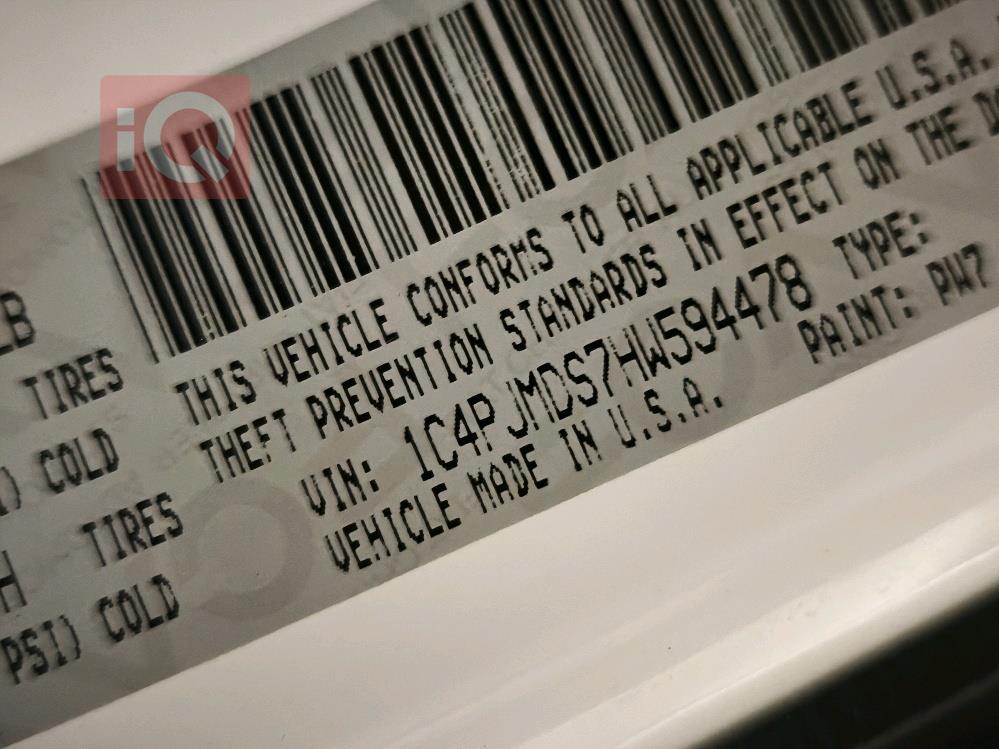 iQ
LB
TIRES
) COLD
H TIRES
PSI) COLD
THIS VEHICLE CONFORMS TO ALL APPLICABLE U.S.A.
THEFT PREVENTION STANDARDS IN EFFECT ON THE D
VIN: 1C4PJMDS7HW594478 TYPE:
VEHICLE MADE IN U.S.A. PAINT: PW7